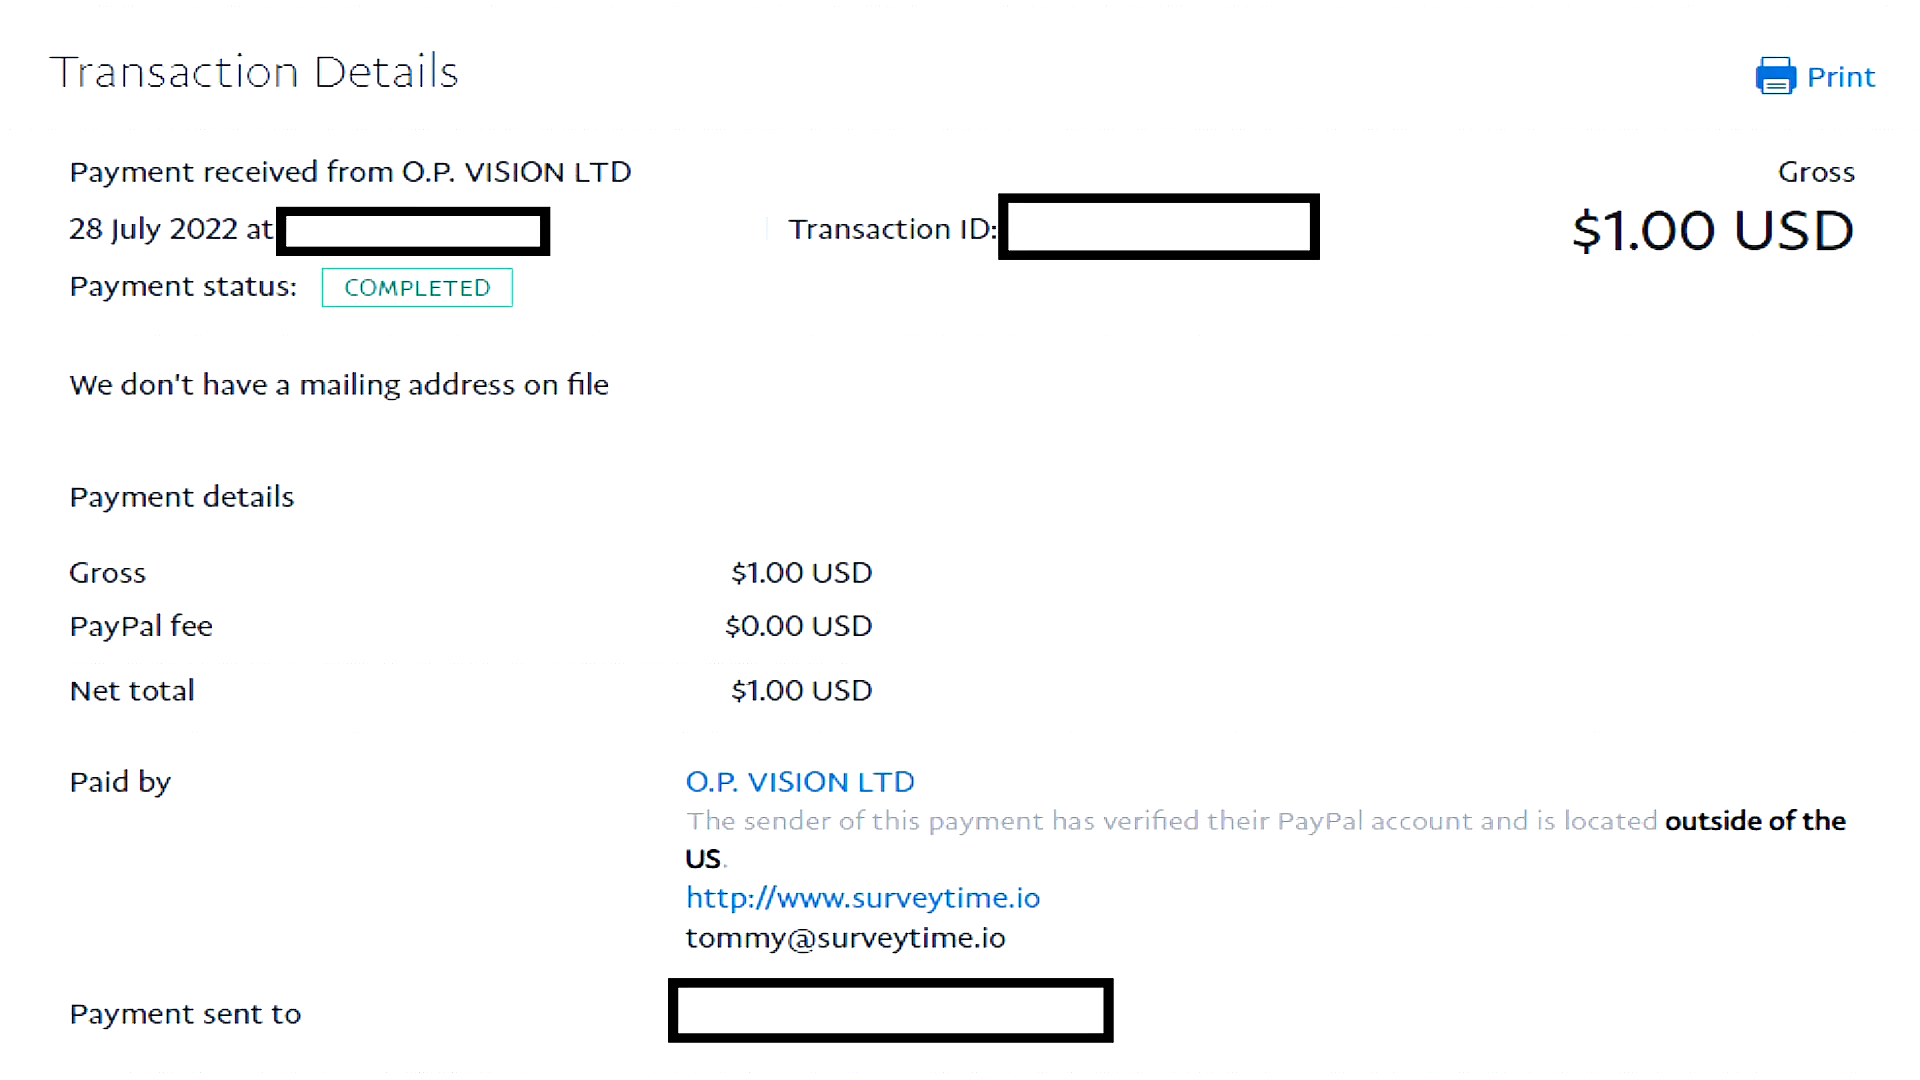 Transaction Details
Print
Payment received from O.P. VISION LTD
Gross
28 July 2022 at
Transaction ID:
$1.00 USD
Payment status: COMPLETED
We don't have a mailing address on file
Payment details
Gross $1.00 USD
PayPal fee $0.00 USD
Net total $1.00 USD
Paid by O.P. VISION LTD
The sender of this payment has verified their PayPal account and is located outside of the
US.
http://www.surveytime.io
tommy@surveytime.io
Payment sent to